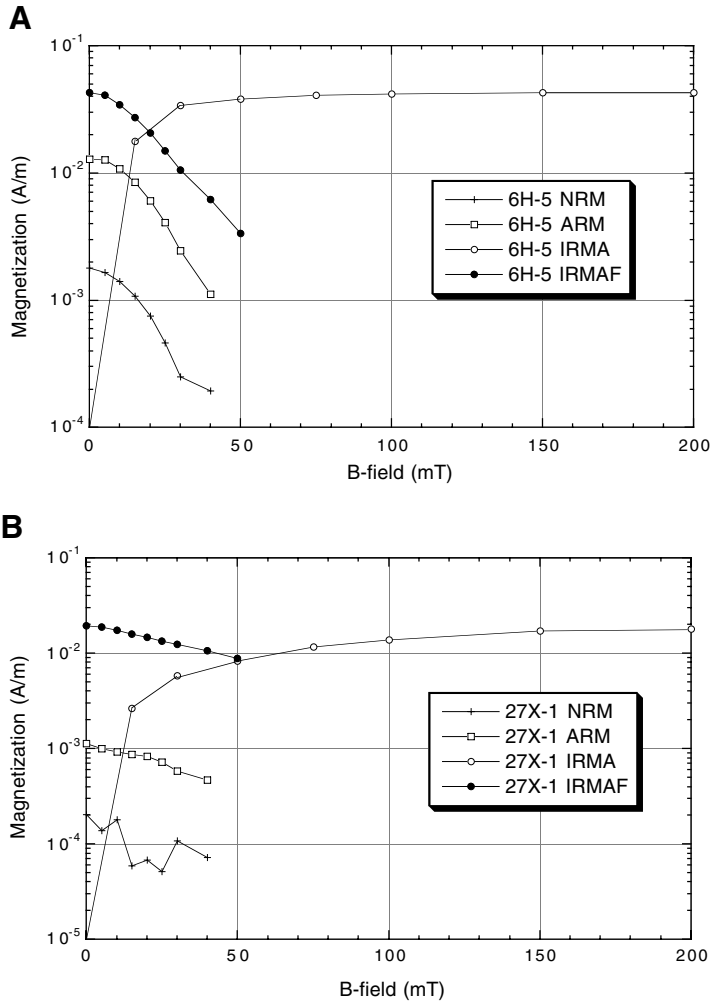 A
10-1
10-2
10-3
10-4
Magnetization (A/m)
6H-5 NRM
6H-5 ARM
6H-5 IRMA
6H-5 IRMAF
0 50 100 150 200
B-field (mT)
B
10-1
10-2
10-3
10-4
10-5
Magnetization (A/m)
27X-1 NRM
27X-1 ARM
27X-1 IRMA
27X-1 IRMAF
0 50 100 150 200
B-field (mT)